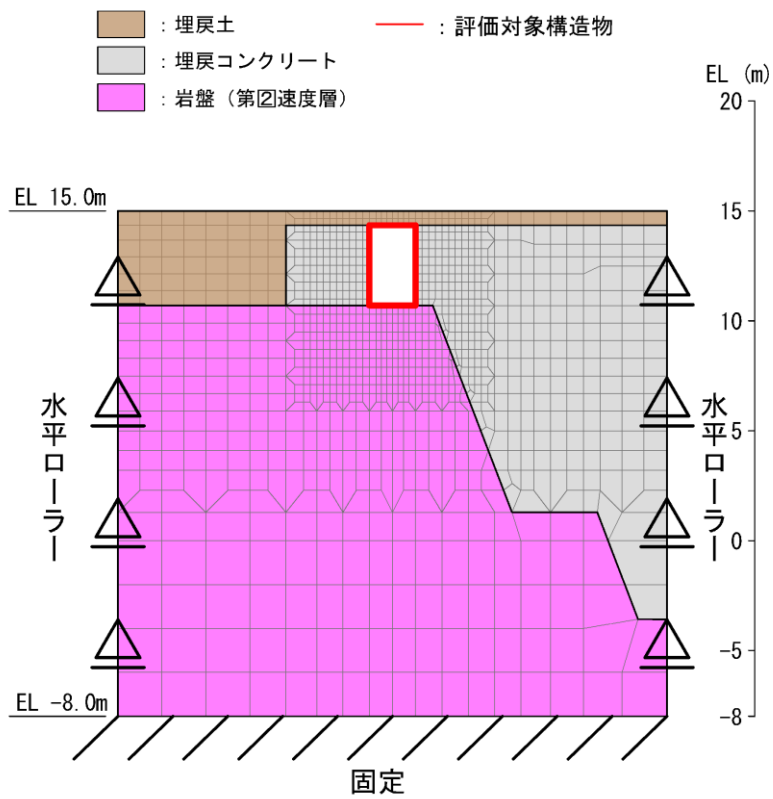 ：埋戻土
：評価対象構造物
：埋戻コンクリート
：岩盤（第②速度層）
EL (m)
20
EL 15.0m
15
10
水平ローラー
水平ローラー
5
0
-5
EL -8.0m
-8
固定